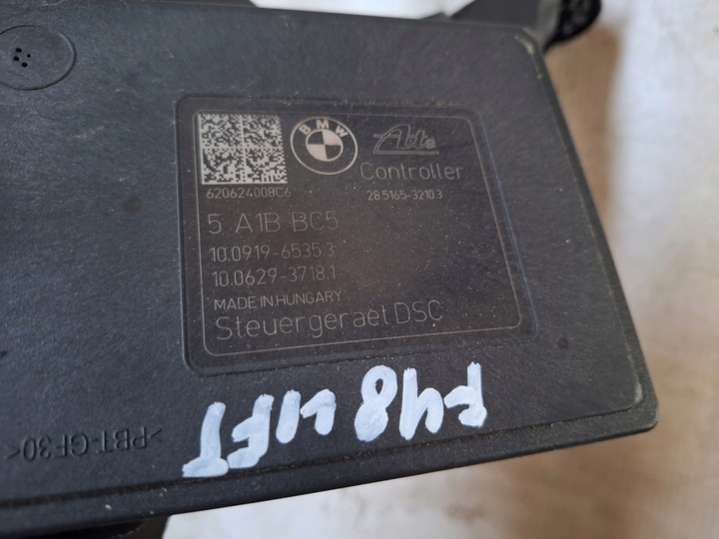 BMW
Ate
Controller
620624008C6
28.5165-3210.3
5 A1B BC5
10.0919-6535.3
10.0629-3718.1
MADE IN HUNGARY
Steuergeraet DSC
F48 LIFT
>PBT-GF30<